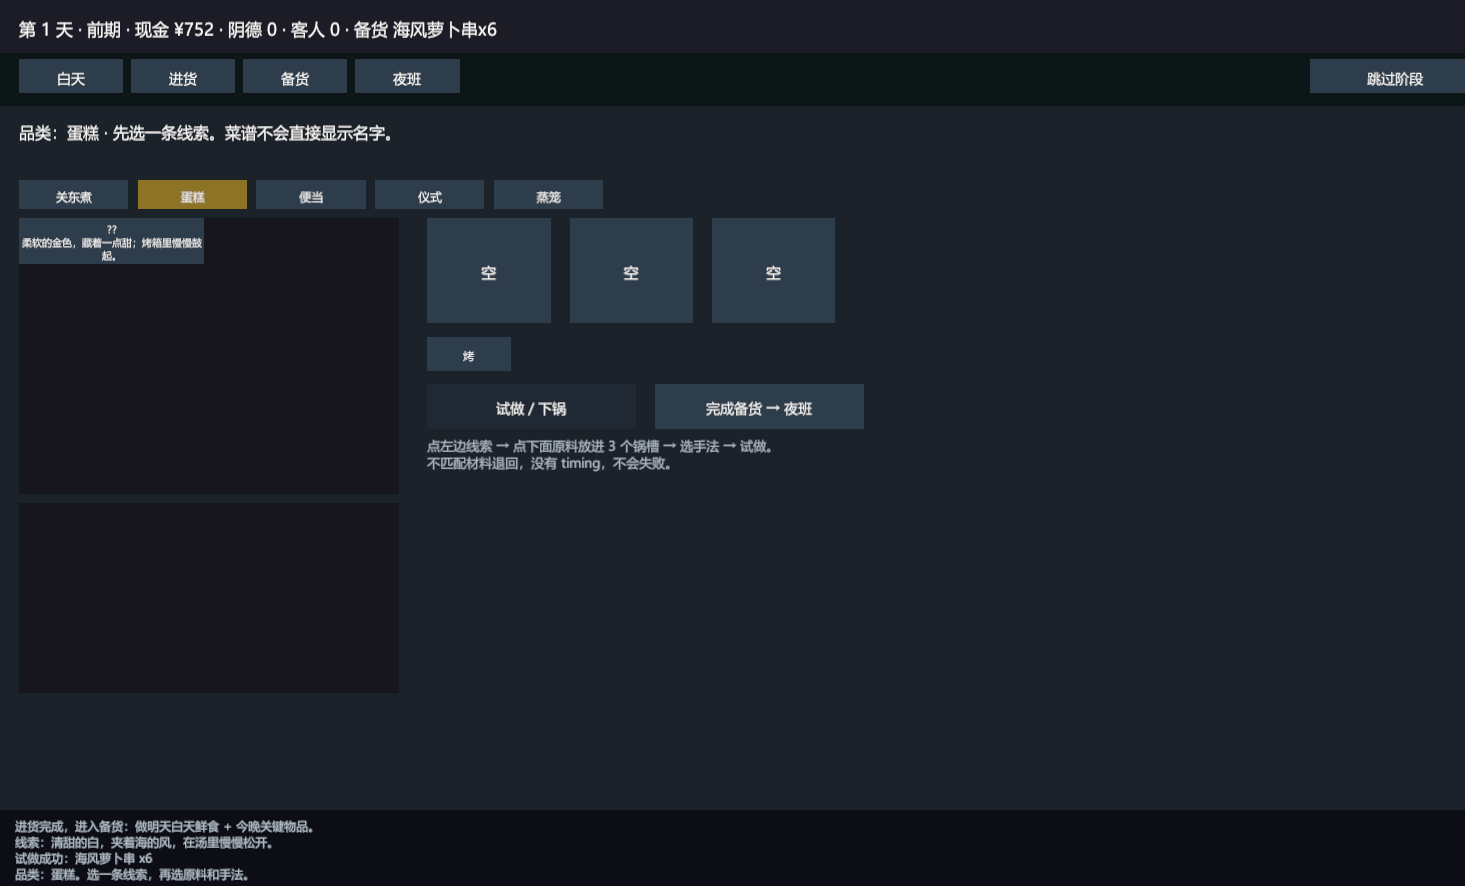 第 1 天 · 前期 · 现金 ¥752 · 阴德 0 · 客人 0 · 备货 海风萝卜串x6
白天 进货 备货 夜班 跳过阶段
品类：蛋糕 · 先选一条线索。菜谱不会直接显示名字。
关东煮 蛋糕 便当 仪式 蒸笼
??
柔软的金色，藏着一点甜；烤箱里慢慢鼓
起。
空 空 空
烤
试做 / 下锅 完成备货 → 夜班
点左边线索 → 点下面原料放进 3 个锅槽 → 选手法 → 试做。
不匹配材料退回，没有 timing，不会失败。
进货完成，进入备货：做明天白天鲜食 + 今晚关键物品。
线索：清甜的白，夹着海的风，在汤里慢慢松开。
试做成功：海风萝卜串 x6
品类：蛋糕。选一条线索，再选原料和手法。